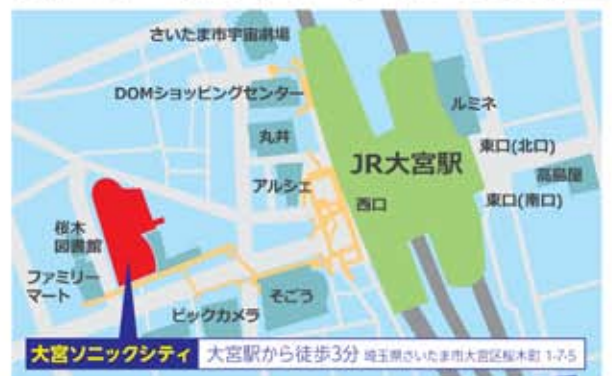 さいたま市宇宙劇場
DOMショッピングセンター
ルミネ
丸井
東口(北口)
JR大宮駅
高島屋
アルシェ
西口
東口(南口)
桜木
図書館
ファミリー
マート
そごう
ビックカメラ
大宮ソニックシティ
大宮駅から徒歩3分 埼玉県さいたま市大宮区桜木町 1-7-5